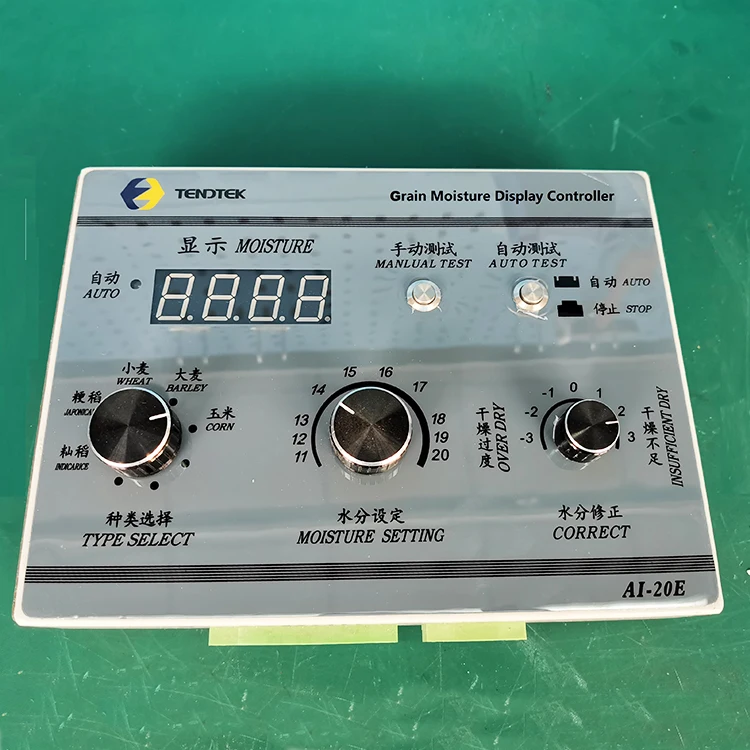 TENDTEK
Grain Moisture Display Controller
显示 MOISTURE
手动测试
MANLUAL TEST
自动测试
AUTO TEST
自动
AUTO
自动 AUTO
停止 STOP
小麦
WHEAT
大麦
BARLEY
粳稻
JAPONICA
玉米
CORN
籼稻
INDICARICE
种类选择
TYPE SELECT
11 12 13 14 15 16 17 18 19 20
水分设定
MOISTURE SETTING
-3 -2 -1 0 1 2 3
干燥过度
OVER DRY
干燥不足
INSUFFICIENT DRY
水分修正
CORRECT
AI-20E